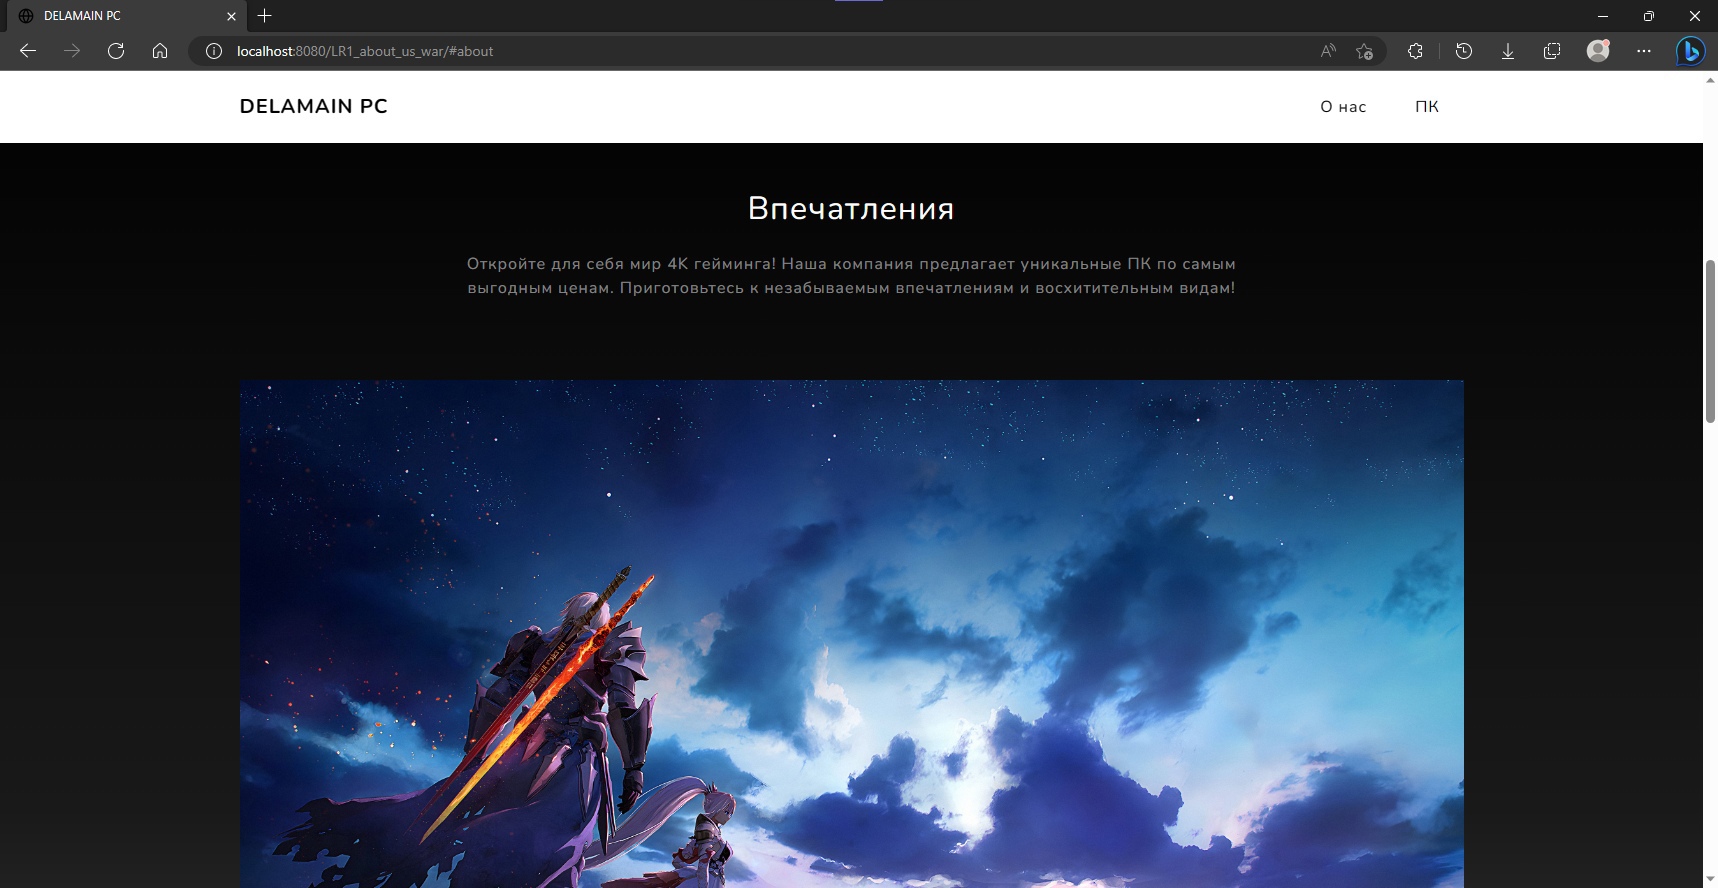 DELAMAIN PC
localhost:8080/LR1_about_us_war/#about
DELAMAIN PC
О нас
ПК
Впечатления
Откройте для себя мир 4K гейминга! Наша компания предлагает уникальные ПК по самым
выгодным ценам. Приготовьтесь к незабываемым впечатлениям и восхитительным видам!